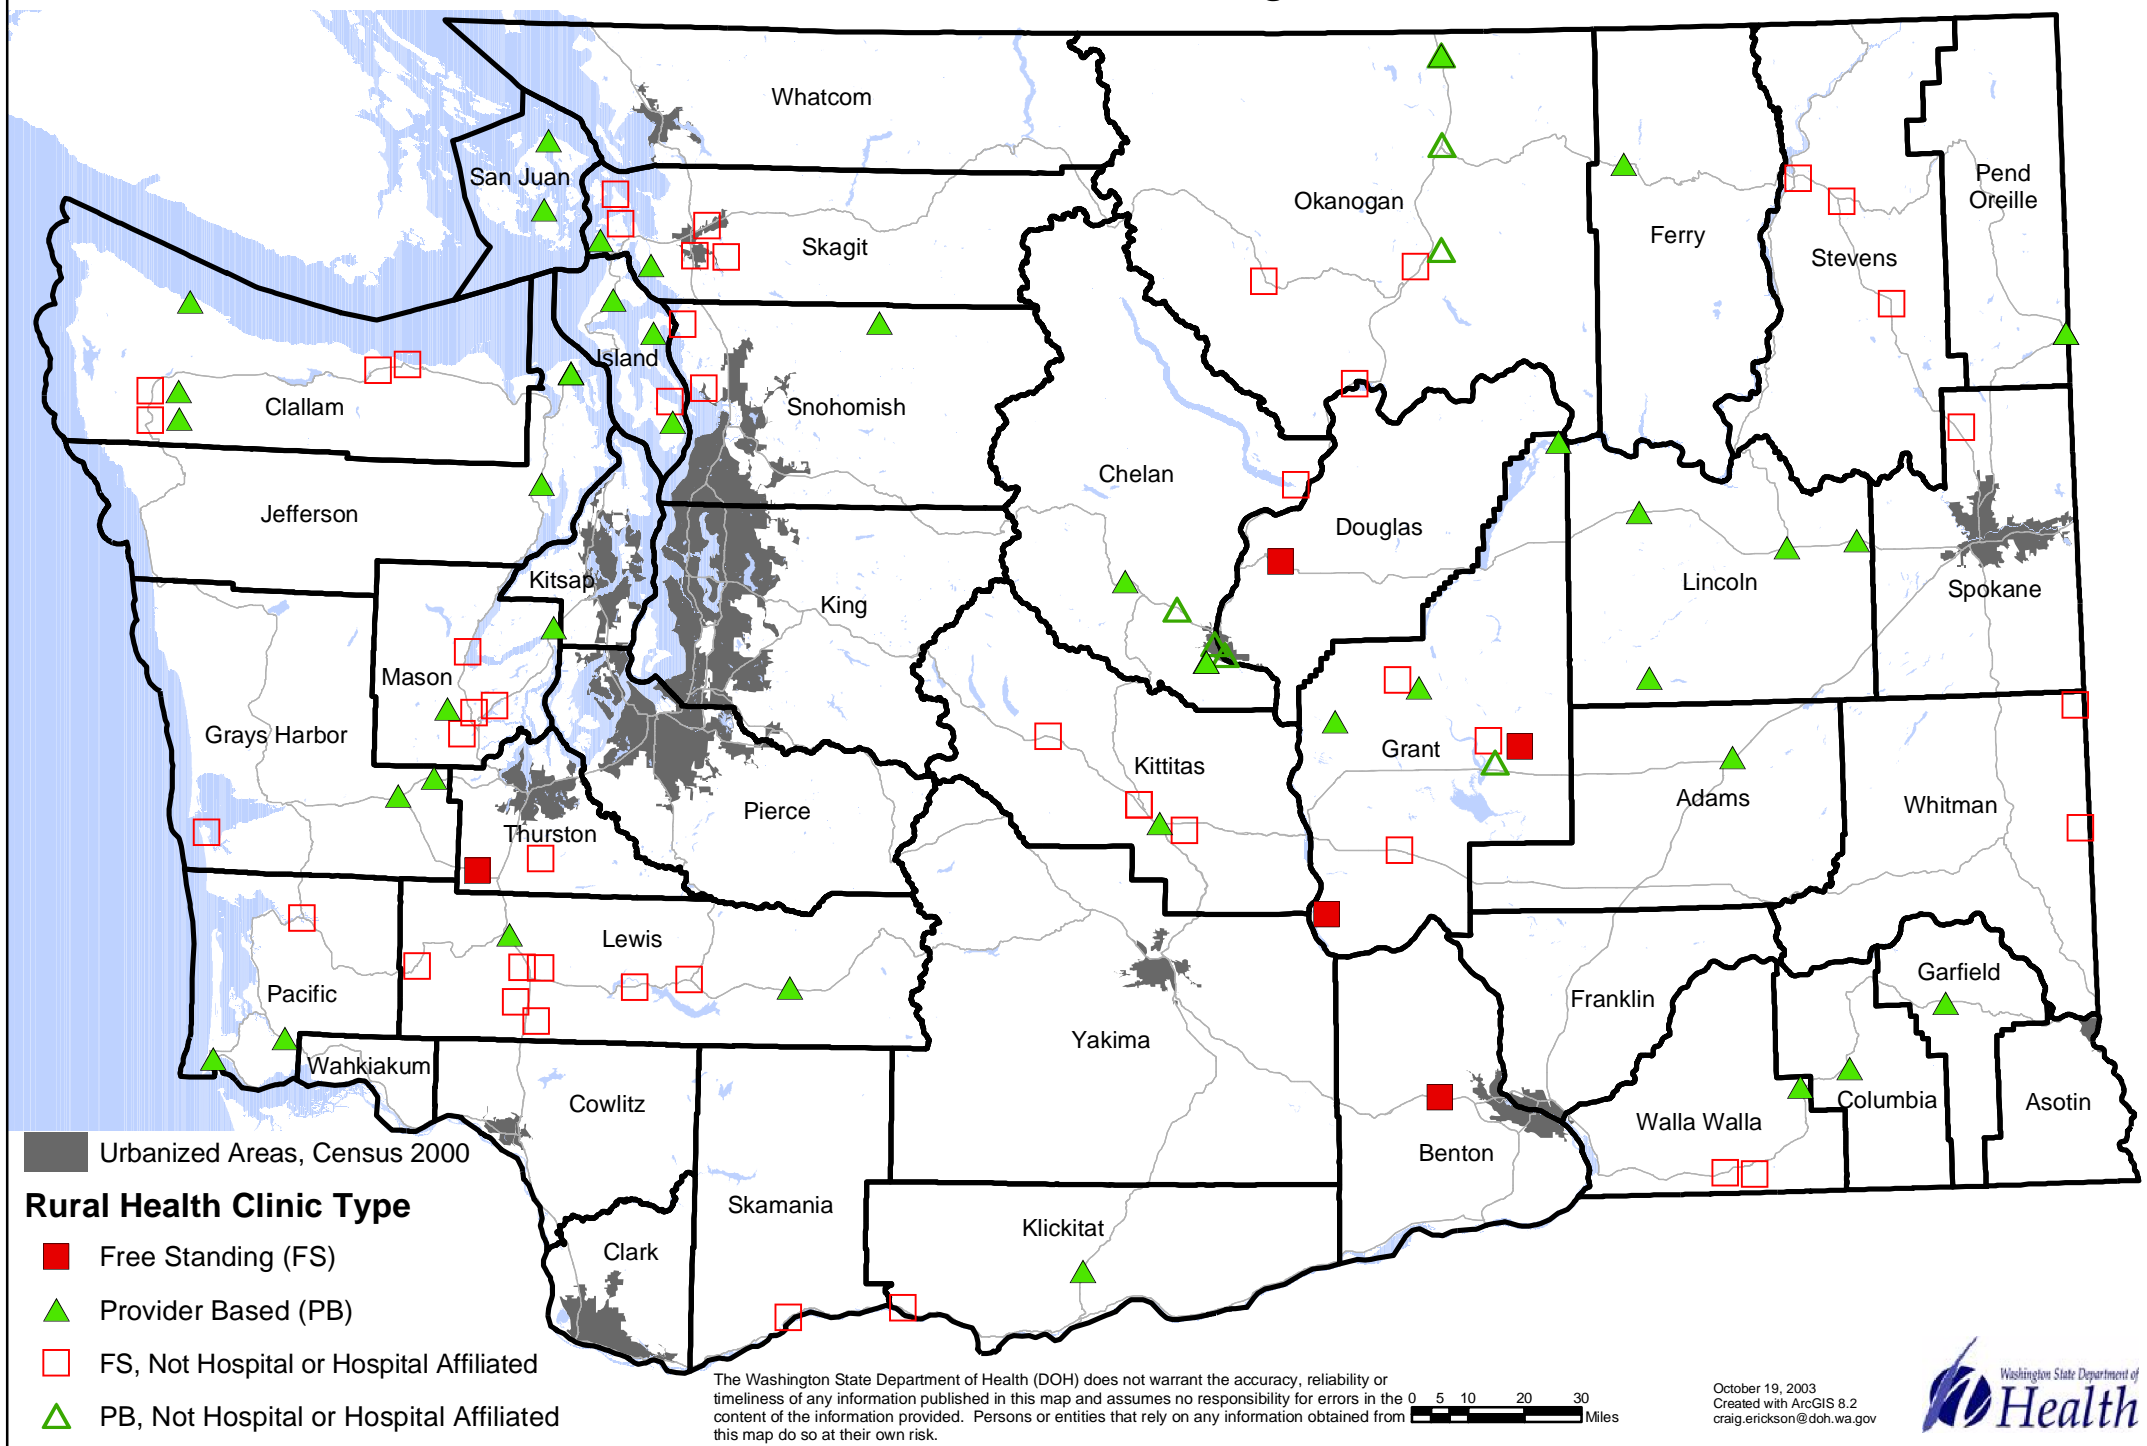 Whatcom
San Juan
Skagit
Okanogan
Ferry
Stevens
Pend
Oreille
Island
Clallam
Snohomish
Chelan
Jefferson
Douglas
Kitsap
King
Lincoln
Spokane
Mason
Grays Harbor
Kittitas
Grant
Adams
Whitman
Pierce
Thurston
Lewis
Pacific
Garfield
Franklin
Yakima
Wahkiakum
Cowlitz
Columbia
Asotin
Walla Walla
Benton
Skamania
Klickitat
Clark
Urbanized Areas, Census 2000
Rural Health Clinic Type
Free Standing (FS)
Provider Based (PB)
FS, Not Hospital or Hospital Affiliated
PB, Not Hospital or Hospital Affiliated
The Washington State Department of Health (DOH) does not warrant the accuracy, reliability or
timeliness of any information published in this map and assumes no responsibility for errors in the
content of the information provided. Persons or entities that rely on any information obtained from
this map do so at their own risk.
0 5 10 20 30
Miles
October 19, 2003
Created with ArcGIS 8.2
craig.erickson@doh.wa.gov
Washington State Department of
Health